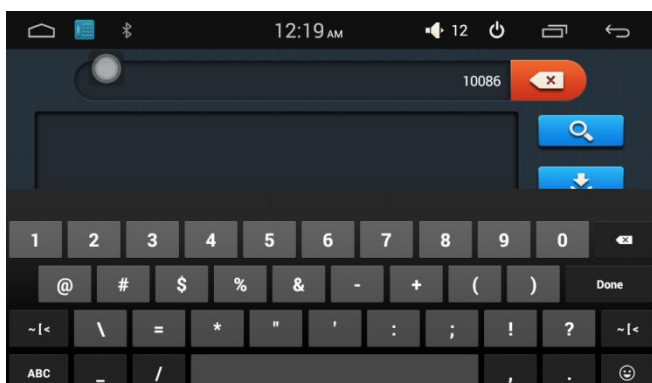 12:19 AM 12
10086
1 2 3 4 5 6 7 8 9 0
@ # $ % & - + ( ) Done
~[< \ = * " ' : ; ! ? ~[<
ABC _ / , .